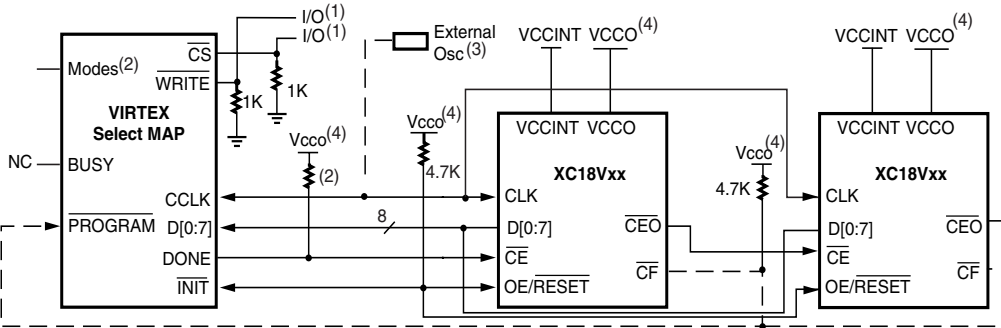 I/O(1)
I/O(1)
External
Osc(3)
VCCINT VCCO(4)
VCCINT VCCO(4)
CS
Modes(2)
WRITE
1K
1K
VIRTEX
Select MAP
Vcco(4)
Vcco(4)
VCCINT VCCO
VCCINT VCCO
NC
BUSY
(2)
4.7K
XC18Vxx
Vcco(4)
4.7K
XC18Vxx
CCLK
CLK
CLK
PROGRAM
D[0:7]
8
D[0:7]
CEO
D[0:7]
CEO
DONE
CE
CF
CE
CF
INIT
OE/RESET
OE/RESET